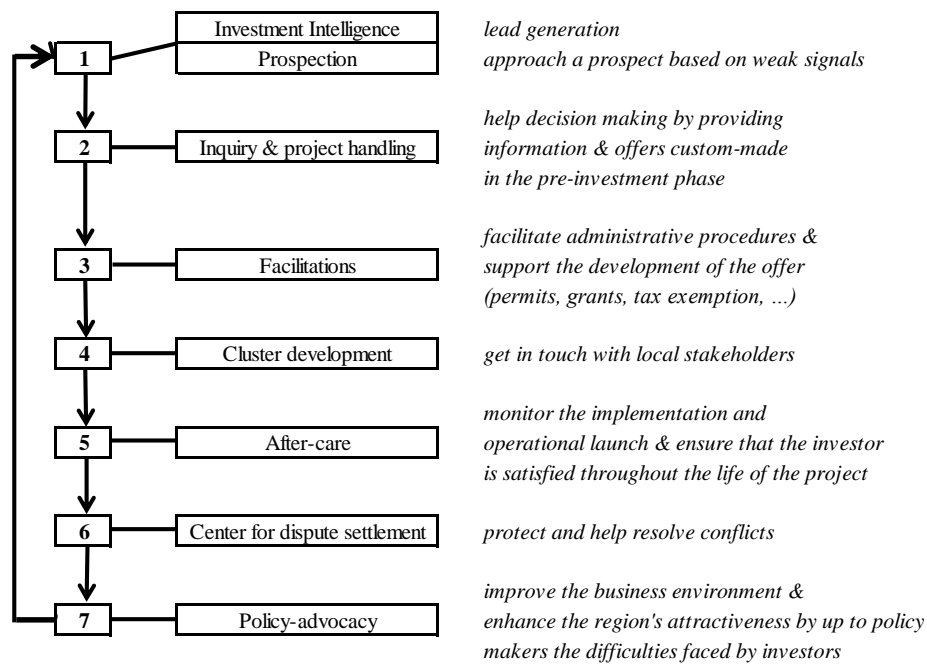 Investment Intelligence lead generation
1 Prospection approach a prospect based on weak signals
help decision making by providing
2 Inquiry & project handling information & offers custom-made
in the pre-investment phase
facilitate administrative procedures &
3 Facilitations support the development of the offer
(permits, grants, tax exemption, ...)
4 Cluster development get in touch with local stakeholders
monitor the implementation and
5 After-care operational launch & ensure that the investor
is satisfied throughout the life of the project
6 Center for dispute settlement protect and help resolve conflicts
improve the business environment &
7 Policy-advocacy enhance the region's attractiveness by up to policy
makers the difficulties faced by investors